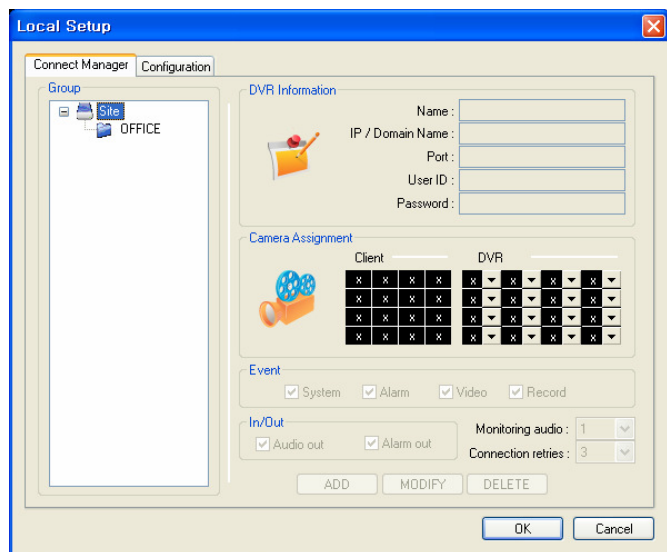 Local Setup
Connect Manager
Configuration
Group
Site
OFFICE
DVR Information
Name :
IP / Domain Name :
Port :
User ID :
Password :
Camera Assignment
Client
DVR
x x x x x x x x
x x x x x x x x
x x x x x x x x
x x x x x x x x
Event
System Alarm Video Record
In/Out
Audio out Alarm out
Monitoring audio : 1
Connection retries : 3
ADD MODIFY DELETE
OK Cancel